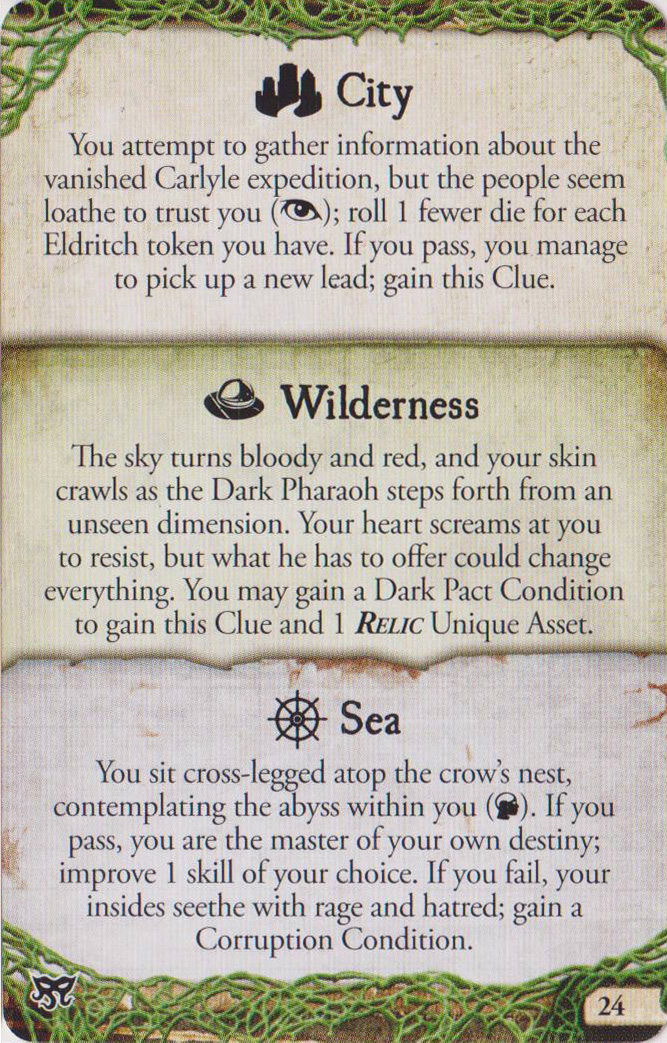 City
You attempt to gather information about the
vanished Carlyle expedition, but the people seem
loathe to trust you (); roll 1 fewer die for each
Eldritch token you have. If you pass, you manage
to pick up a new lead; gain this Clue.
Wilderness
The sky turns bloody and red, and your skin
crawls as the Dark Pharaoh steps forth from an
unseen dimension. Your heart screams at you
to resist, but what he has to offer could change
everything. You may gain a Dark Pact Condition
to gain this Clue and 1 RELIC Unique Asset.
Sea
You sit cross-legged atop the crow's nest,
contemplating the abyss within you (). If you
pass, you are the master of your own destiny;
improve 1 skill of your choice. If you fail, your
insides seethe with rage and hatred; gain a
Corruption Condition.
24